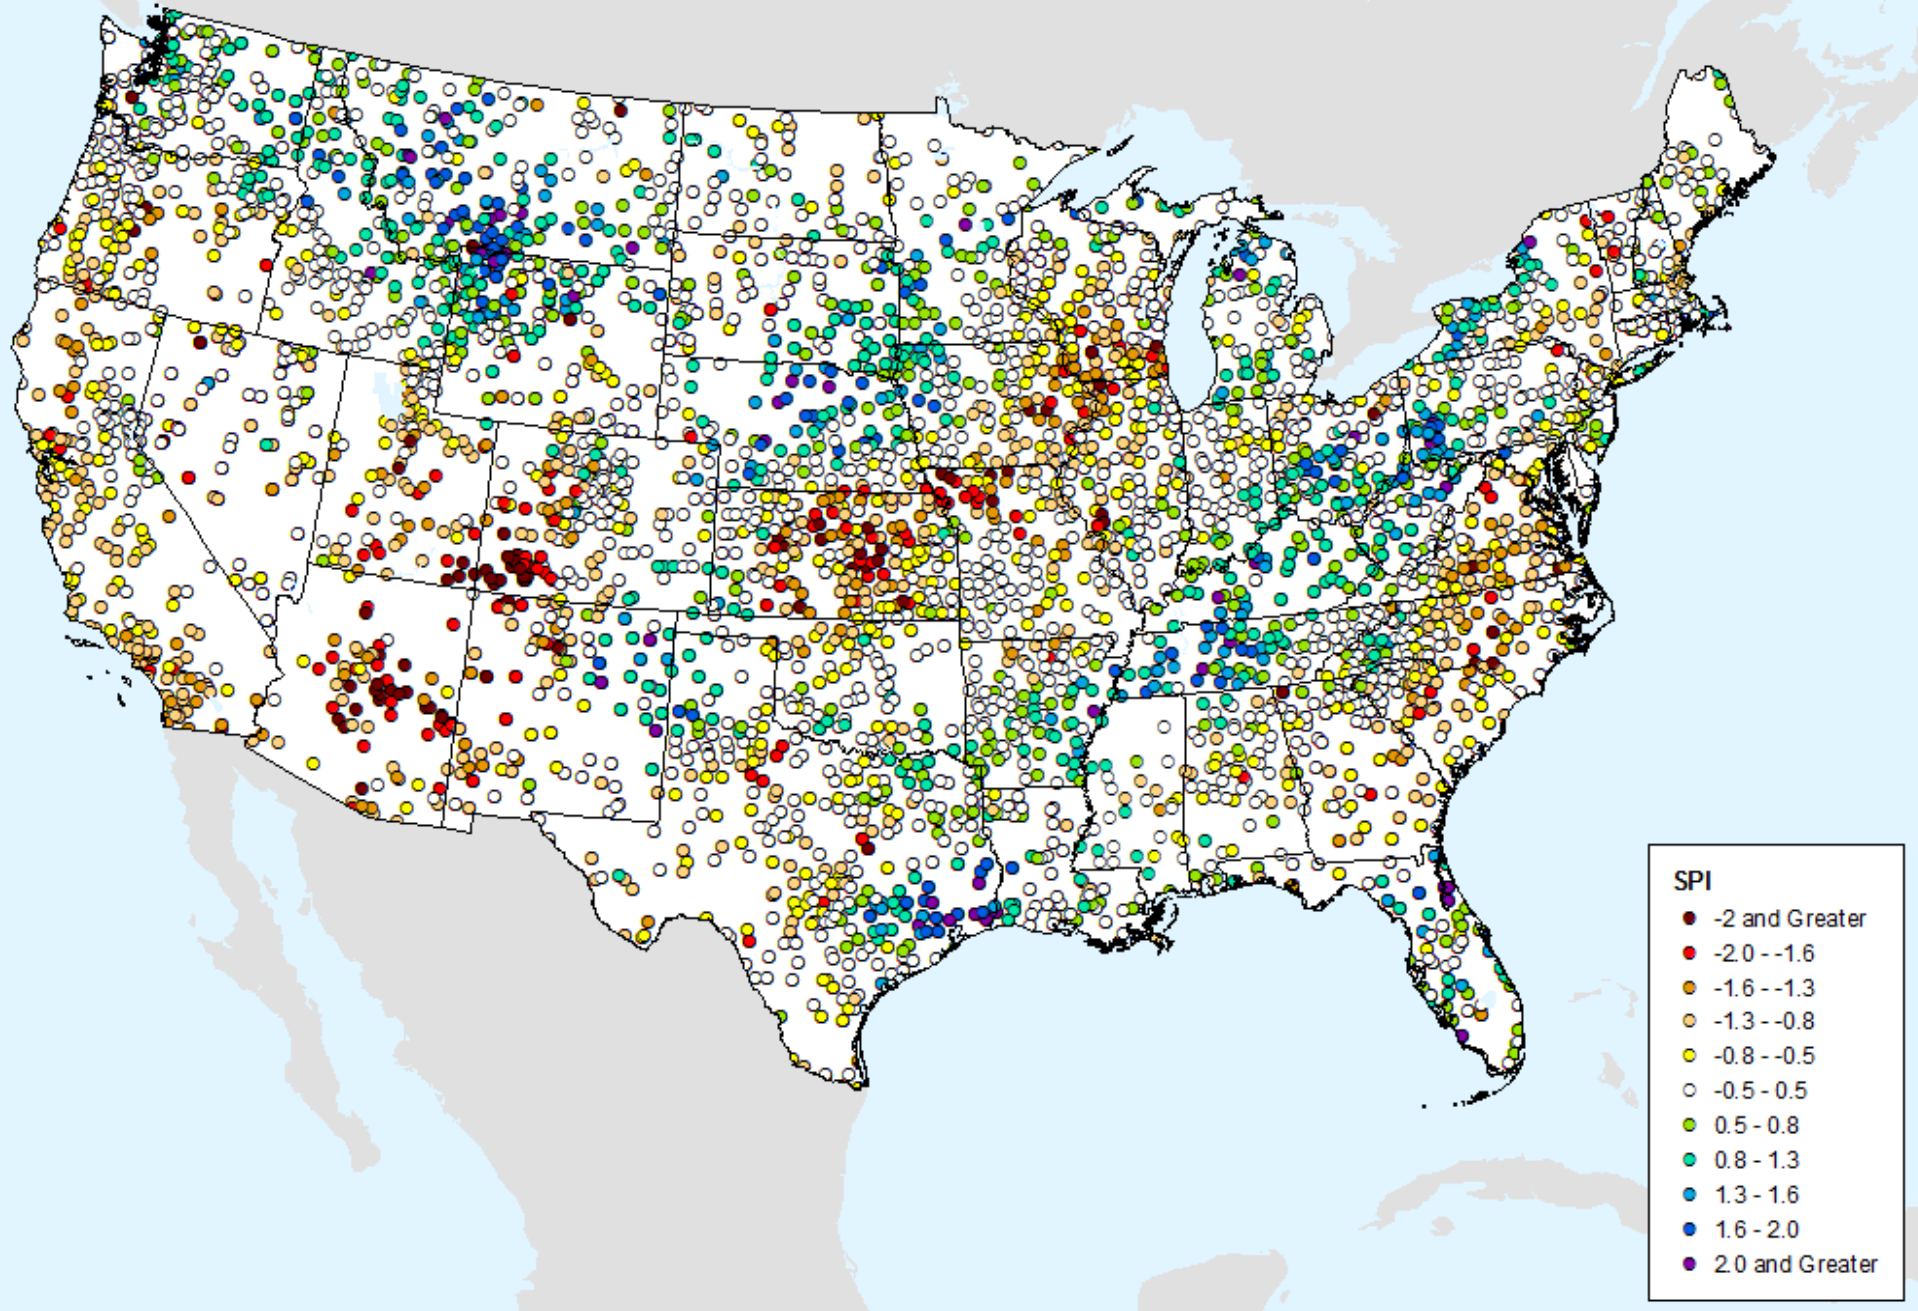 SPI
-2 and Greater
-2.0 - -1.6
-1.6 - -1.3
-1.3 - -0.8
-0.8 - -0.5
-0.5 - 0.5
0.5 - 0.8
0.8 - 1.3
1.3 - 1.6
1.6 - 2.0
2.0 and Greater